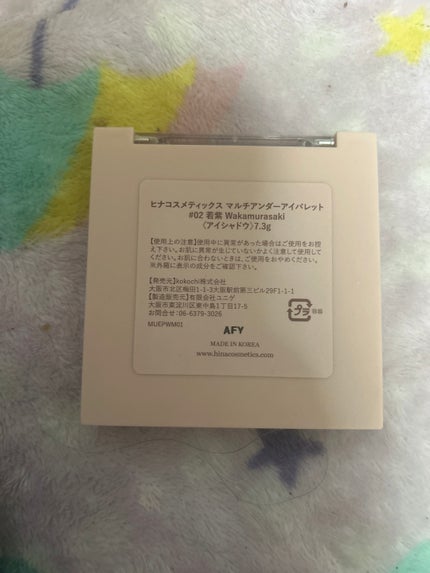 ヒナコスメティックス マルチアンダーアイパレット
#02 若紫 Wakamurasaki
〈アイシャドウ〉7.3g
【使用上の注意】使用中に異常があった場合はご使用をお控
え下さい。お肌に異常が生じていないかよく注意して使用して
ください。お肌に合わないときは、ご使用をおやめください。
※外箱に表示の成分をご確認下さい。
【発売元】kokochi株式会社
大阪市北区梅田1-1-3大阪駅前第三ビル29F1-1-1
【製造販売元】有限会社ユニゲ
大阪市東淀川区東中島1丁目17-5
お問合せ:06-6379-3026
MUEPWM01
プラ
容器
AFY
MADE IN KOREA
www.hinacosmetics.com